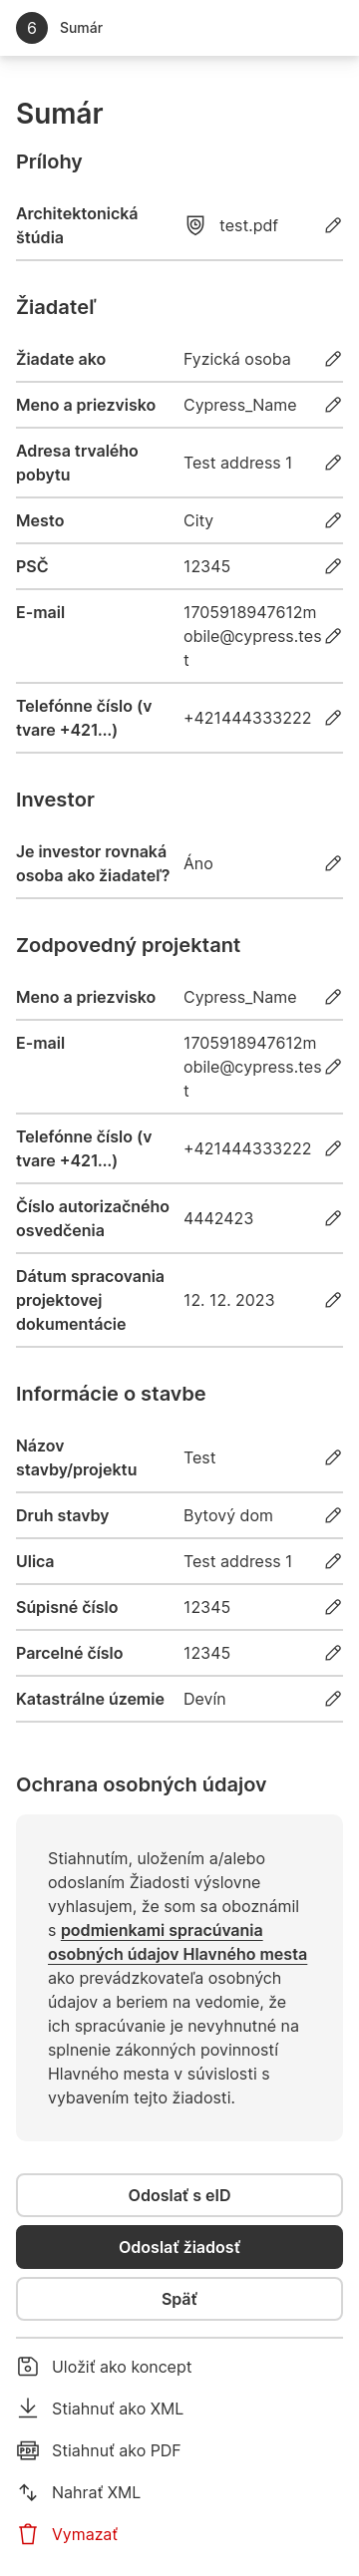 6 Sumár
Sumár
Prílohy
Architektonická
štúdia
test.pdf
Žiadateľ
Žiadate ako Fyzická osoba
Meno a priezvisko Cypress_Name
Adresa trvalého
pobytu
Test address 1
Mesto City
PSČ 12345
E-mail 1705918947612m
obile@cypress.tes
t
Telefónne číslo (v
tvare +421...)
+421444333222
Investor
Je investor rovnaká
osoba ako žiadateľ?
Áno
Zodpovedný projektant
Meno a priezvisko Cypress_Name
E-mail 1705918947612m
obile@cypress.tes
t
Telefónne číslo (v
tvare +421...)
+421444333222
Číslo autorizačného
osvedčenia
4442423
Dátum spracovania
projektovej
dokumentácie
12. 12. 2023
Informácie o stavbe
Názov
stavby/projektu
Test
Druh stavby Bytový dom
Ulica Test address 1
Súpisné číslo 12345
Parcelné číslo 12345
Katastrálne územie Devín
Ochrana osobných údajov
Stiahnutím, uložením a/alebo
odoslaním Žiadosti výslovne
vyhlasujem, že som sa oboznámil
s podmienkami spracúvania
osobných údajov Hlavného mesta
ako prevádzkovateľa osobných
údajov a beriem na vedomie, že
ich spracúvanie je nevyhnutné na
splnenie zákonných povinností
Hlavného mesta v súvislosti s
vybavením tejto žiadosti.
Odoslať s eID
Odoslať žiadosť
Späť
Uložiť ako koncept
Stiahnuť ako XML
PDF Stiahnuť ako PDF
Nahrať XML
Vymazať